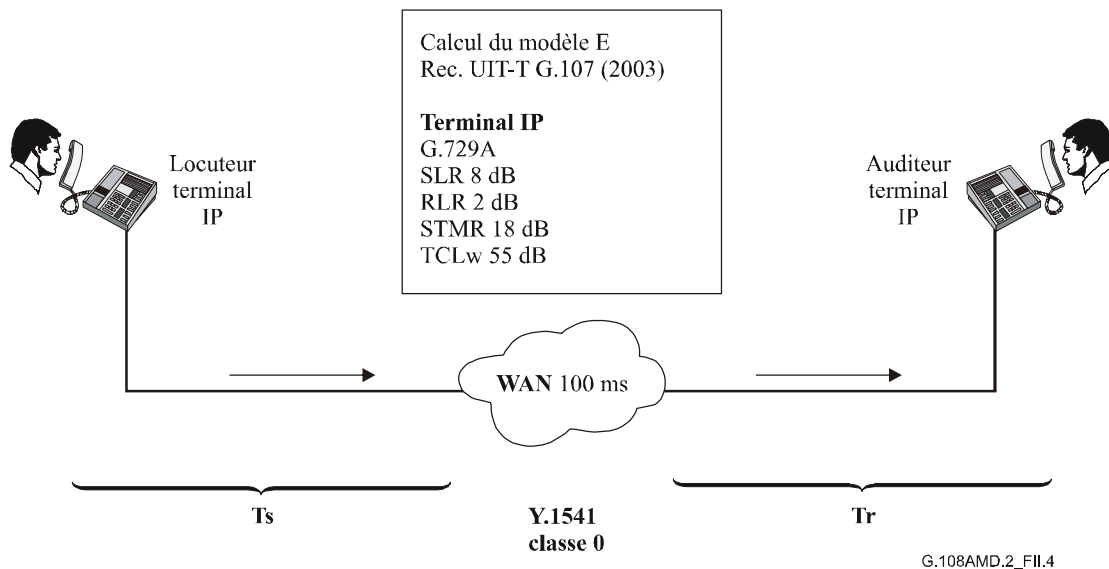 Calcul du modèle E
Rec. UIT-T G.107 (2003)
Terminal IP
G.729A
SLR 8 dB
RLR 2 dB
STMR 18 dB
TCLw 55 dB
Locuteur
terminal
IP
Auditeur
terminal
IP
WAN 100 ms
Ts
Y.1541
classe 0
Tr
G.108AMD.2_FII.4